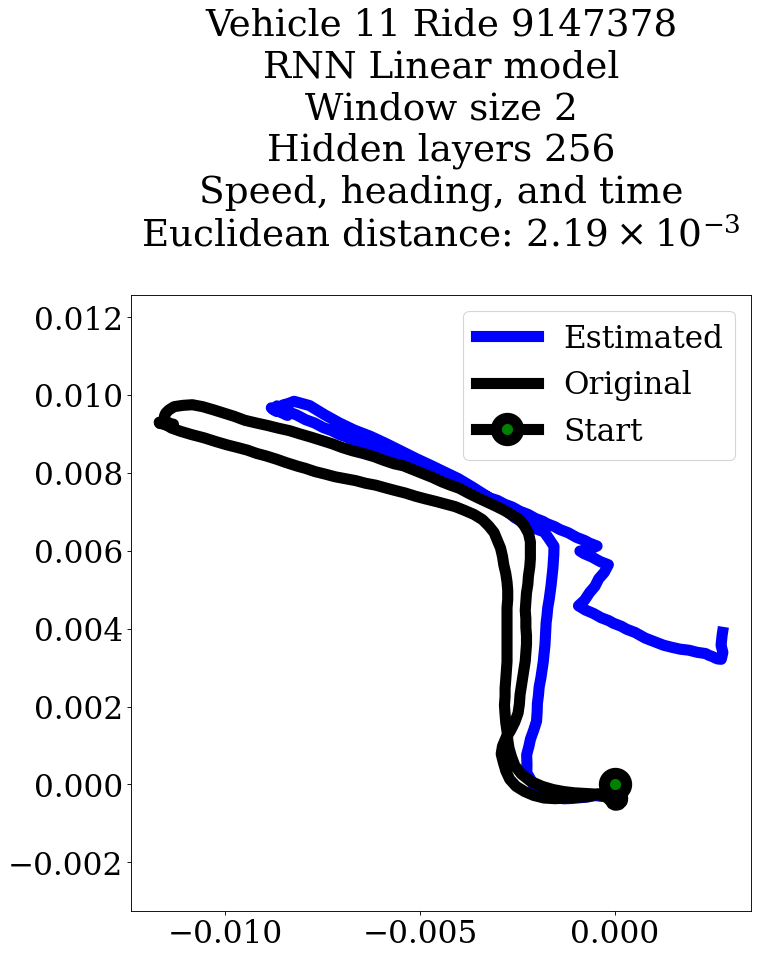 Vehicle 11 Ride 9147378
RNN Linear model
Window size 2
Hidden layers 256
Speed, heading, and time
Euclidean distance: 2.19 × 10⁻³
Estimated
Original
Start
0.012
0.010
0.008
0.006
0.004
0.002
0.000
−0.002
−0.010
−0.005
0.000